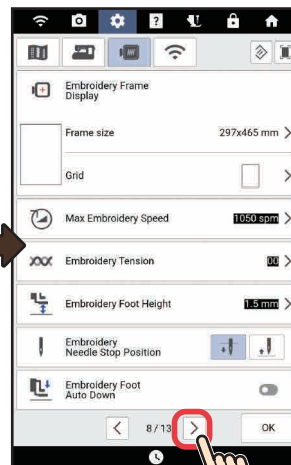 Embroidery Frame
Display
Frame size 297x465 mm
Grid
Max Embroidery Speed 1050 spm
Embroidery Tension 00
Embroidery Foot Height 1.5 mm
Embroidery
Needle Stop Position
Embroidery Foot
Auto Down
8 / 13
OK